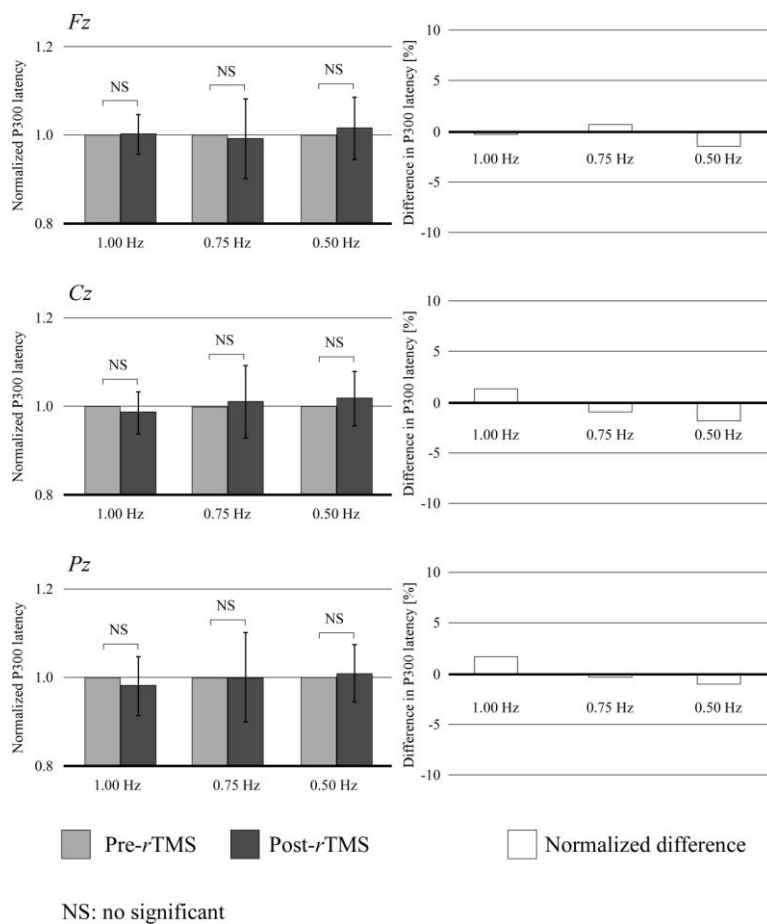 Fz
Normalized P300 latency
1.2
1.0
0.8
NS
NS
NS
1.00 Hz
0.75 Hz
0.50 Hz
Difference in P300 latency [%]
10
5
0
-5
-10
1.00 Hz
0.75 Hz
0.50 Hz
Cz
Normalized P300 latency
1.2
1.0
0.8
NS
NS
NS
1.00 Hz
0.75 Hz
0.50 Hz
Difference in P300 latency [%]
10
5
0
-5
-10
1.00 Hz
0.75 Hz
0.50 Hz
Pz
Normalized P300 latency
1.2
1.0
0.8
NS
NS
NS
1.00 Hz
0.75 Hz
0.50 Hz
Difference in P300 latency [%]
10
5
0
-5
-10
1.00 Hz
0.75 Hz
0.50 Hz
Pre-rTMS
Post-rTMS
Normalized difference
NS: no significant